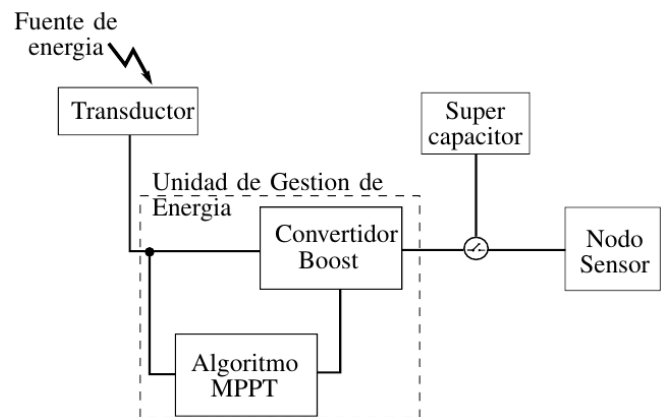 Fuente de
energia
Transductor
Super
capacitor
Unidad de Gestion de
Energia
Convertidor
Boost
Nodo
Sensor
Algoritmo
MPPT